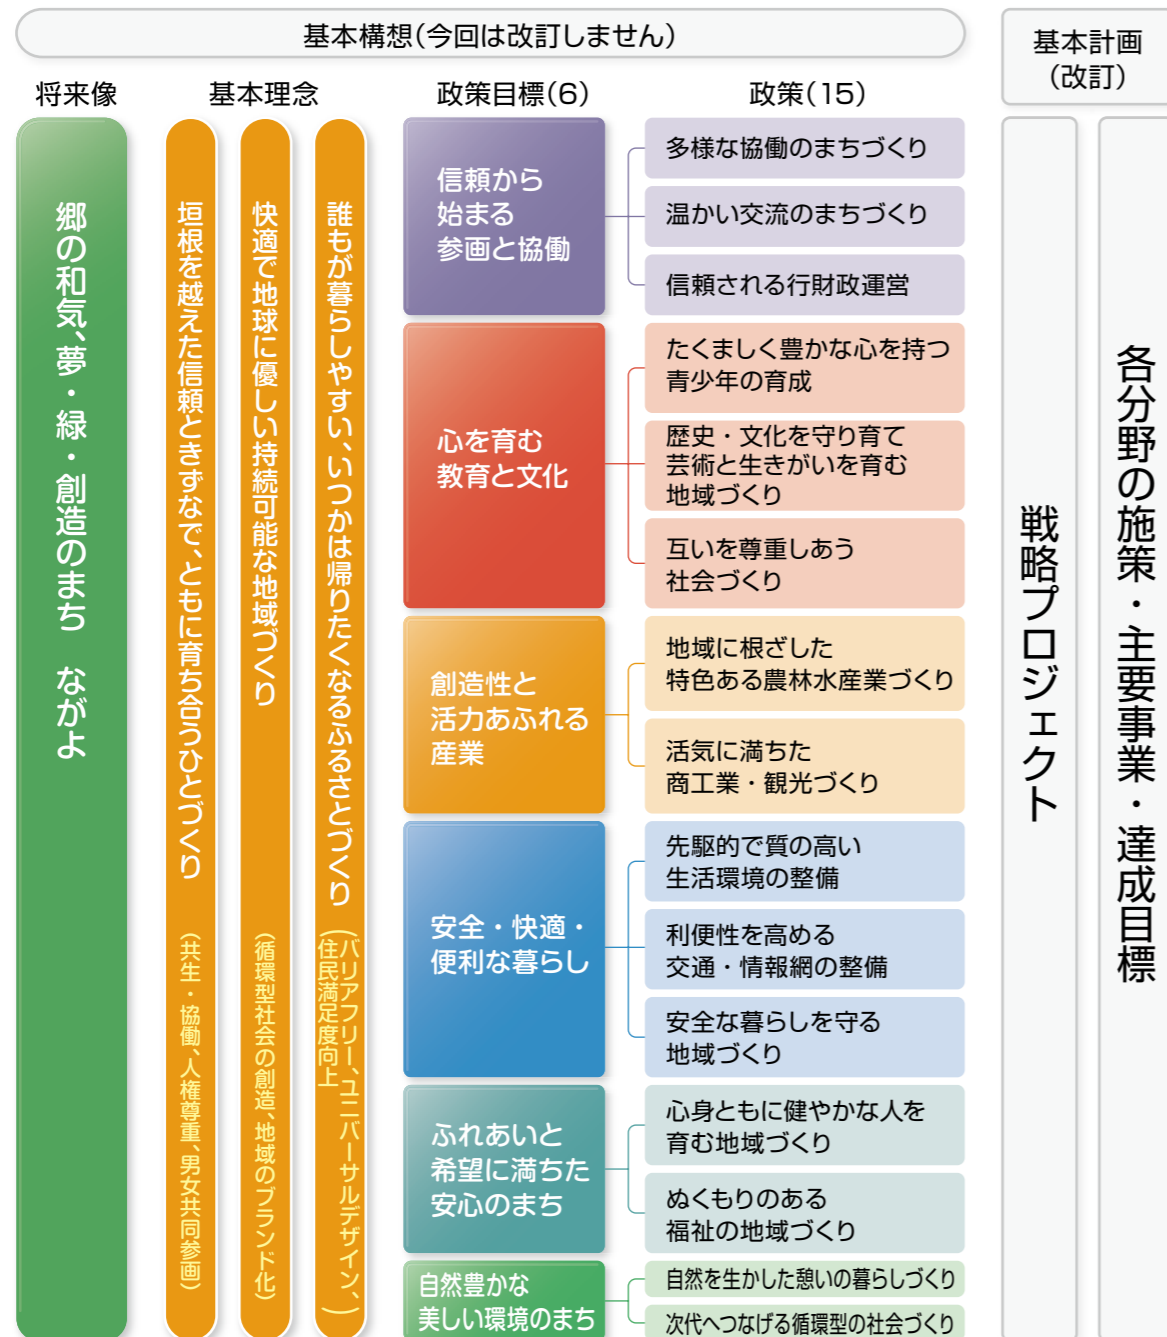 基本構想(今回は改訂しません)
基本計画
(改訂)
将来像
基本理念
政策目標(6)
政策(15)
郷の和気、夢・緑・創造のまち　ながよ
垣根を越えた信頼ときずなで、ともに育ち合うひとづくり
(共生・協働、人権尊重、男女共同参画)
快適で地球に優しい持続可能な地域づくり
(循環型社会の創造、地域のブランド化)
誰もが暮らしやすい、いつかは帰りたくなるふるさとづくり
(バリアフリー、ユニバーサルデザイン、
住民満足度向上)
信頼から
始まる
参画と協働
多様な協働のまちづくり
温かい交流のまちづくり
信頼される行財政運営
心を育む
教育と文化
たくましく豊かな心を持つ
青少年の育成
歴史・文化を守り育て
芸術と生きがいを育む
地域づくり
互いを尊重しあう
社会づくり
創造性と
活力あふれる
産業
地域に根ざした
特色ある農林水産業づくり
活気に満ちた
商工業・観光づくり
安全・快適・
便利な暮らし
先駆的で質の高い
生活環境の整備
利便性を高める
交通・情報網の整備
安全な暮らしを守る
地域づくり
ふれあいと
希望に満ちた
安心のまち
心身ともに健やかな人を
育む地域づくり
ぬくもりのある
福祉の地域づくり
自然豊かな
美しい環境のまち
自然を生かした憩いの暮らしづくり
次代へつなげる循環型の社会づくり
戦略プロジェクト
各分野の施策・主要事業・達成目標